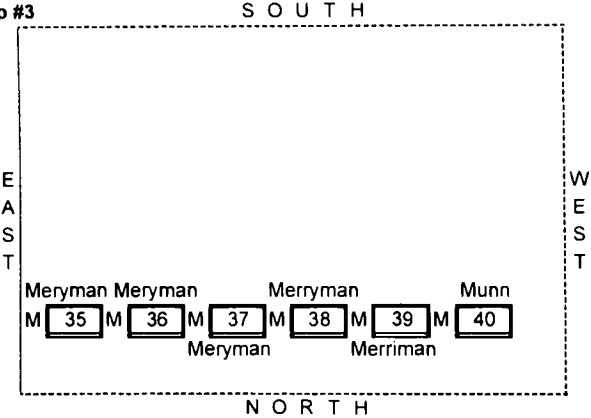 #3
S O U T H
E A S T
W E S T
Meryman Meryman Merryman Munn
M 35 M 36 M 37 M 38 M 39 M 40
Meryman Merriman
N O R T H